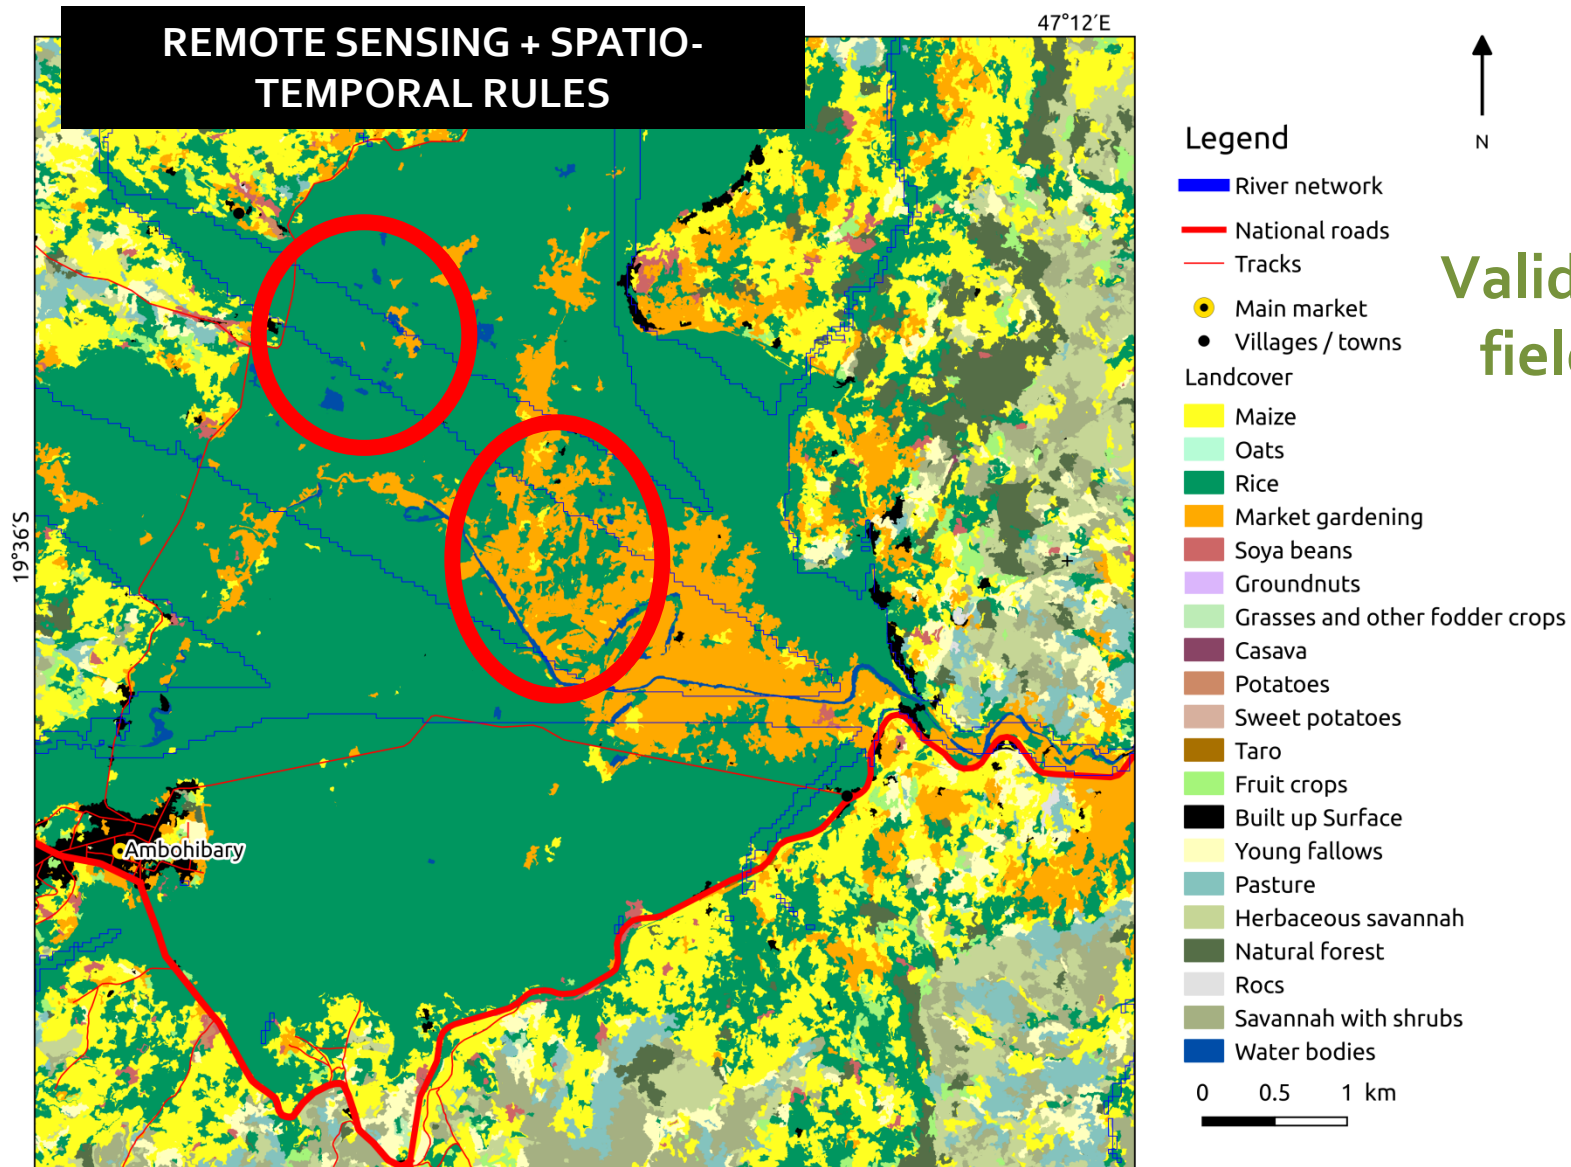 REMOTE SENSING + SPATIO-
TEMPORAL RULES
47°12′E
19°36′S
Ambohibary
N
Legend
River network
National roads
Tracks
Main market
Villages / towns
Landcover
Maize
Oats
Rice
Market gardening
Soya beans
Groundnuts
Grasses and other fodder crops
Casava
Potatoes
Sweet potatoes
Taro
Fruit crops
Built up Surface
Young fallows
Pasture
Herbaceous savannah
Natural forest
Rocs
Savannah with shrubs
Water bodies
0 0.5 1 km